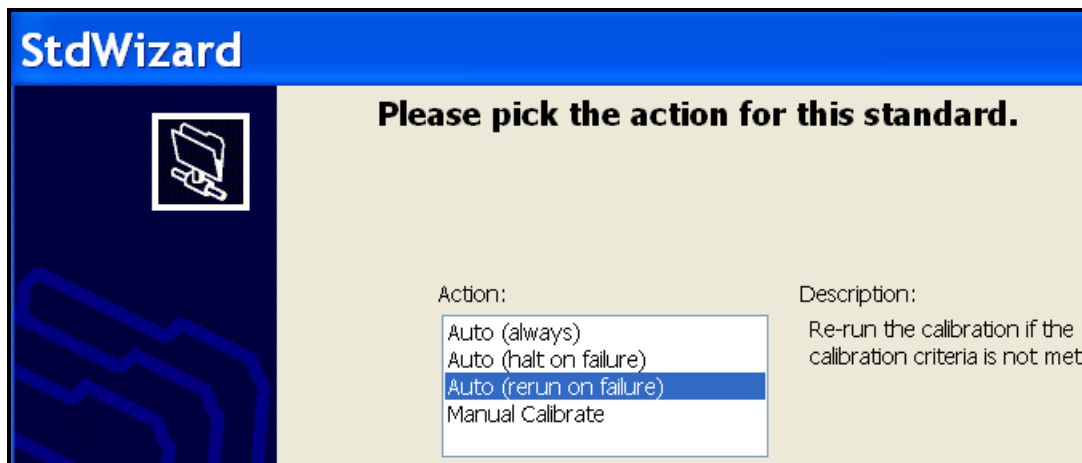 StdWizard
Please pick the action for this standard.
Action:
Auto (always)
Auto (halt on failure)
Auto (rerun on failure)
Manual Calibrate
Description:
Re-run the calibration if the
calibration criteria is not met